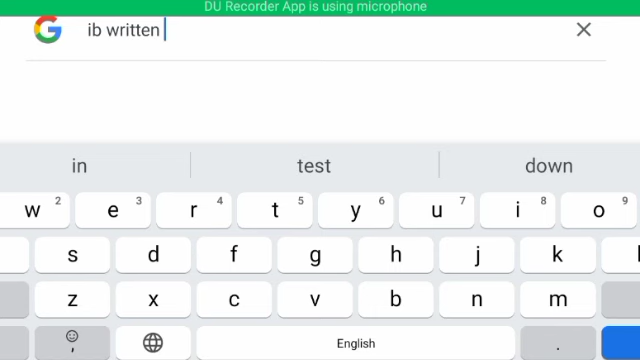 DU Recorder App is using microphone
ib written
in test down
w 2 e 3 r 4 t 5 y 6 u 7 i 8 o 9
s d f g h j k
z x c v b n m
, English .